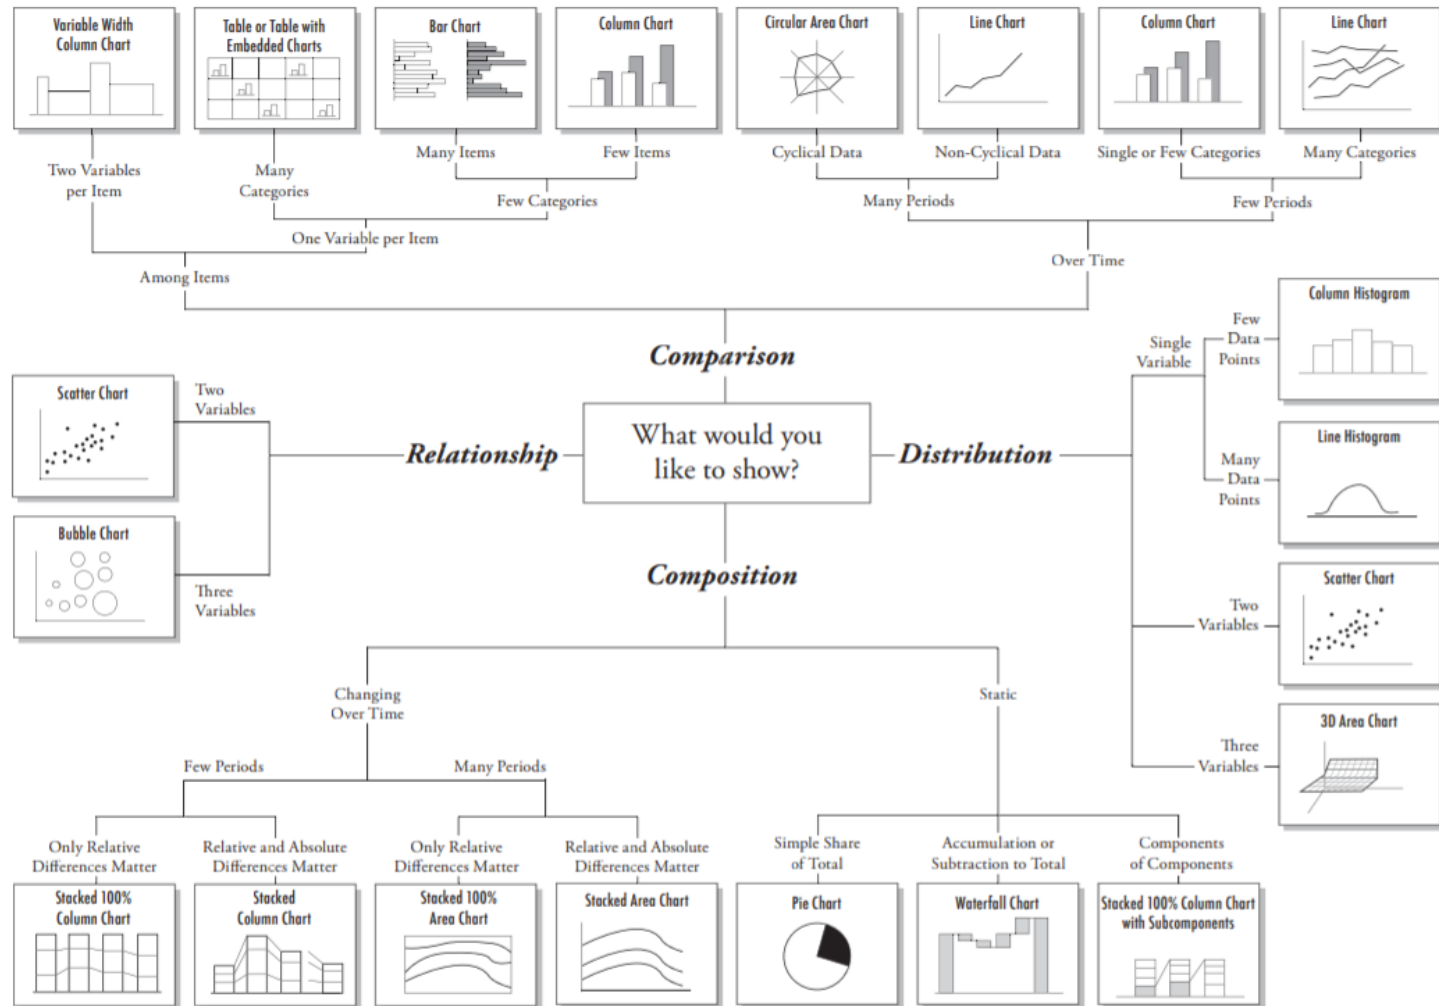 Variable Width
Column Chart
Table or Table with
Embedded Charts
Bar Chart
Column Chart
Circular Area Chart
Line Chart
Column Chart
Line Chart
Two Variables
per Item
Many
Categories
Many Items
Few Items
Cyclical Data
Non-Cyclical Data
Single or Few Categories
Many Categories
Few Categories
Many Periods
Few Periods
One Variable per Item
Over Time
Among Items
Comparison
What would you
like to show?
Relationship
Two
Variables
Scatter Chart
Three
Variables
Bubble Chart
Distribution
Single
Variable
Few
Data
Points
Column Histogram
Many
Data
Points
Line Histogram
Two
Variables
Scatter Chart
Three
Variables
3D Area Chart
Composition
Changing
Over Time
Static
Few Periods
Many Periods
Only Relative
Differences Matter
Relative and Absolute
Differences Matter
Only Relative
Differences Matter
Relative and Absolute
Differences Matter
Simple Share
of Total
Accumulation or
Subtraction to Total
Components
of Components
Stacked 100%
Column Chart
Stacked
Column Chart
Stacked 100%
Area Chart
Stacked Area Chart
Pie Chart
Waterfall Chart
Stacked 100% Column Chart
with Subcomponents